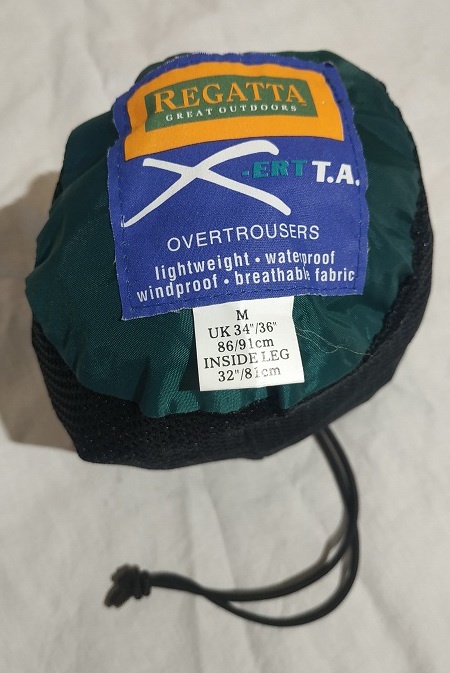 REGATTA
GREAT OUTDOORS
X-ERT T.A.
OVERTROUSERS
lightweight • waterproof
windproof • breathable fabric
M
UK 34"/36"
86/91cm
INSIDE LEG
32"/81cm